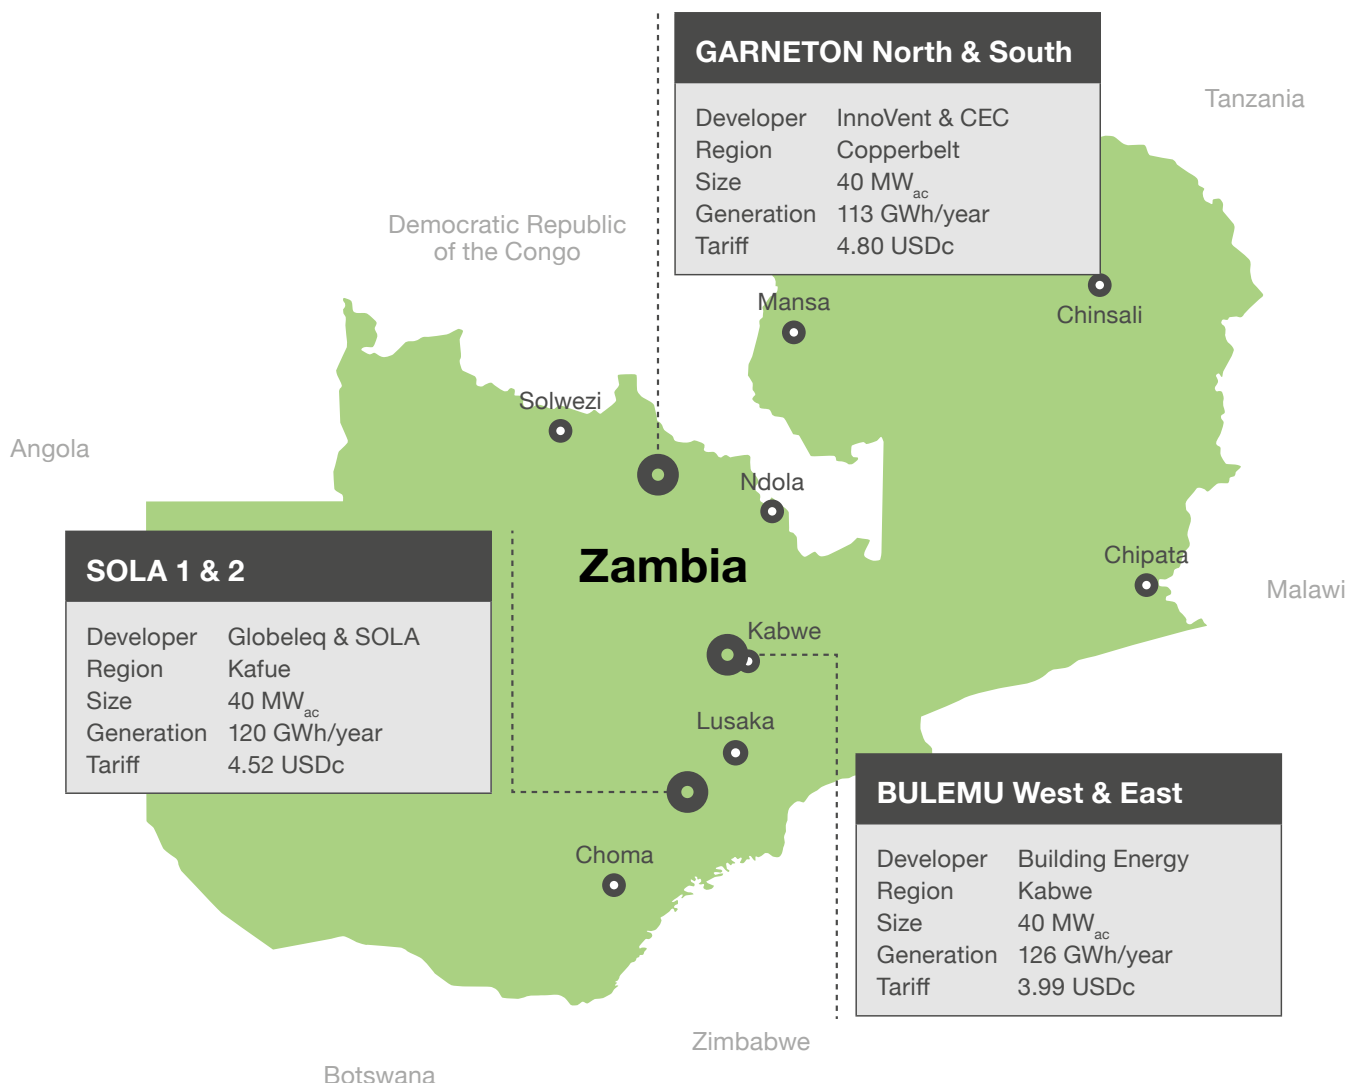 GARNETON North & South
Developer InnoVent & CEC
Region Copperbelt
Size 40 MWac
Generation 113 GWh/year
Tariff 4.80 USDc
Tanzania
Democratic Republic
of the Congo
Mansa
Chinsali
Solwezi
Angola
Ndola
Zambia
Chipata
Malawi
SOLA 1 & 2
Developer Globeleq & SOLA
Region Kafue
Size 40 MWac
Generation 120 GWh/year
Tariff 4.52 USDc
Kabwe
Lusaka
Choma
BULEMU West & East
Developer Building Energy
Region Kabwe
Size 40 MWac
Generation 126 GWh/year
Tariff 3.99 USDc
Zimbabwe
Botswana